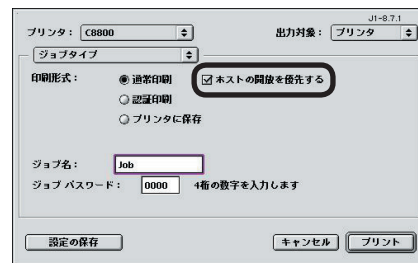 J1-8.7.1
プリンタ： C8800 出力対象： プリンタ
ジョブタイプ
印刷形式： 通常印刷 ホストの開放を優先する
認証印刷
プリンタに保存
ジョブ名： Job
ジョブ パスワード： 0000 4桁の数字を入力します
設定の保存 キャンセル プリント